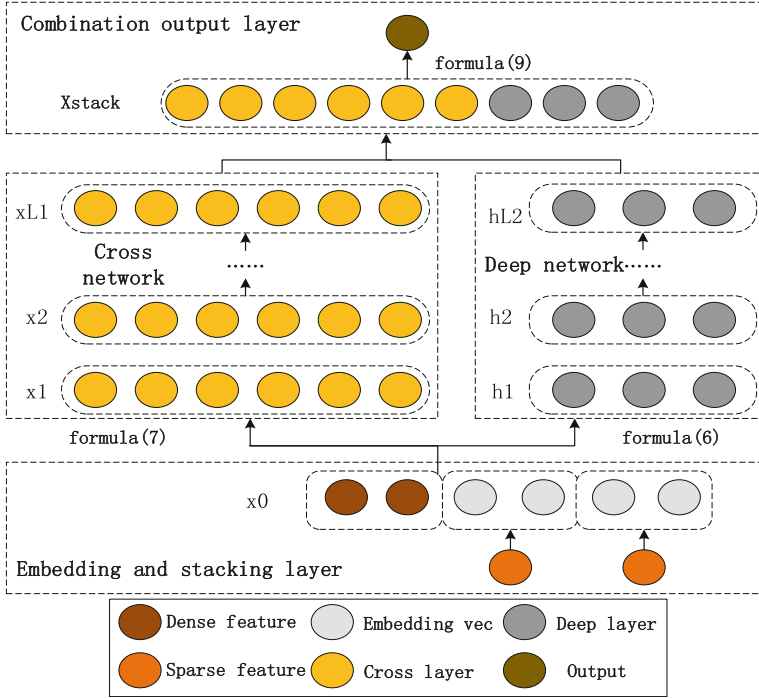 Combination output layer
formula(9)
Xstack
xL1
hL2
Cross
network
......
Deep network
......
x2
h2
x1
h1
formula(7)
formula(6)
x0
Embedding and stacking layer
Dense feature
Embedding vec
Deep layer
Sparse feature
Cross layer
Output